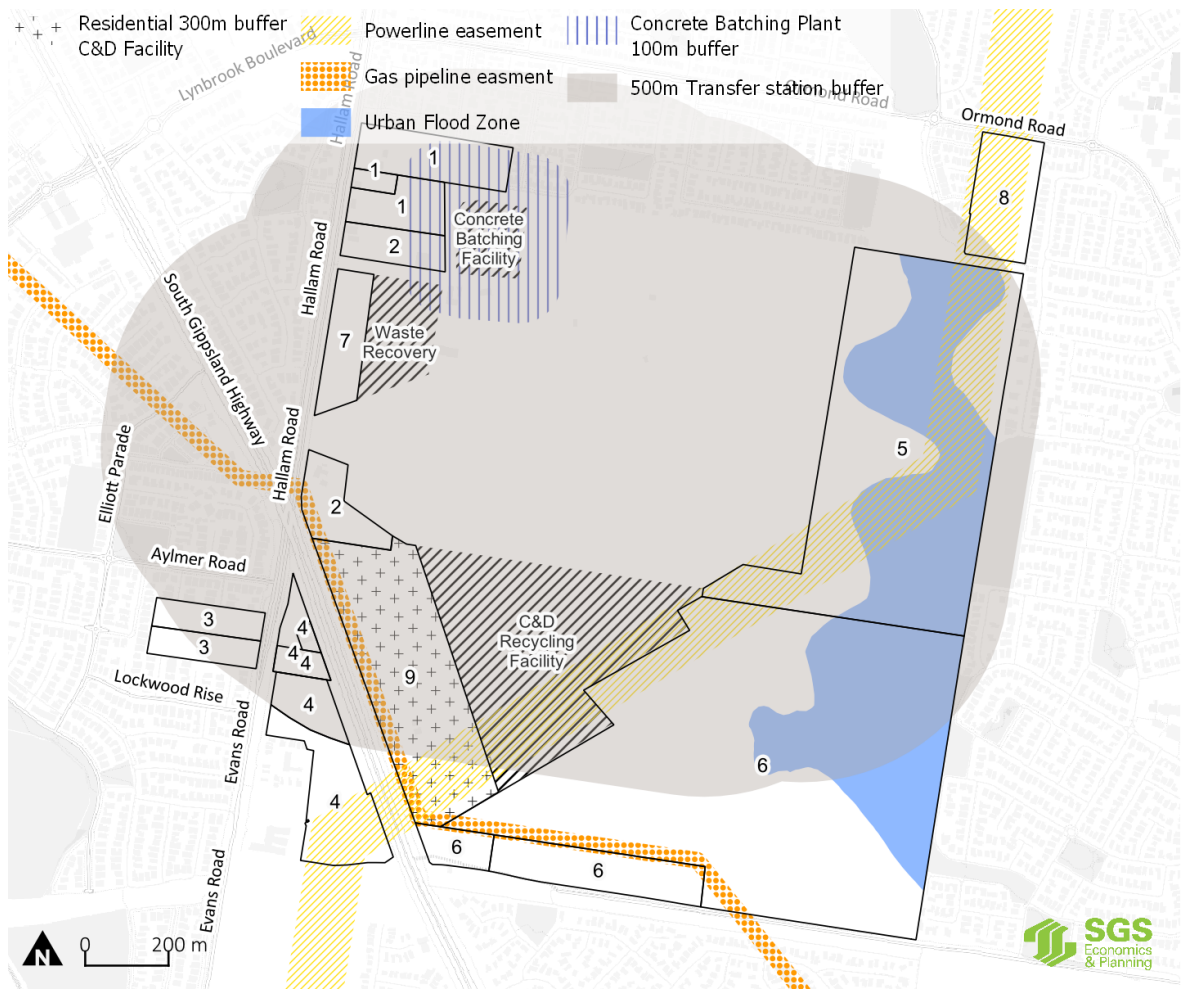 Residential 300m buffer
C&D Facility
Powerline easement
Gas pipeline easment
Urban Flood Zone
Concrete Batching Plant
100m buffer
500m Transfer station buffer
Lynbrook Boulevard
Hallam Road
Ormond Road
Ormond Road
1
1
1
2
8
Concrete
Batching
Facility
Hallam Road
South Gippsland Highway
7
Waste
Recovery
Hallam Road
Elliott Parade
5
2
Aylmer Road
3
3
4
4
4
4
C&D
Recycling
Facility
9
Lockwood Rise
Evans Road
6
4
6
6
Evans Road
N
0
200 m
SGS
Economics
& Planning